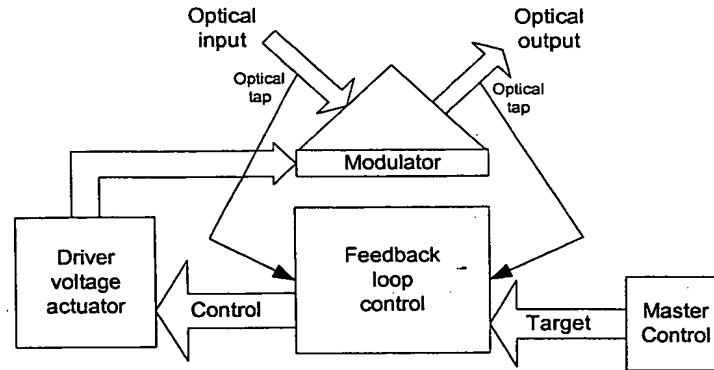 Optical
input
Optical
output
Optical
tap
Optical
tap
Modulator
Driver
voltage
actuator
Feedback
loop
control
Control
Target
Master
Control